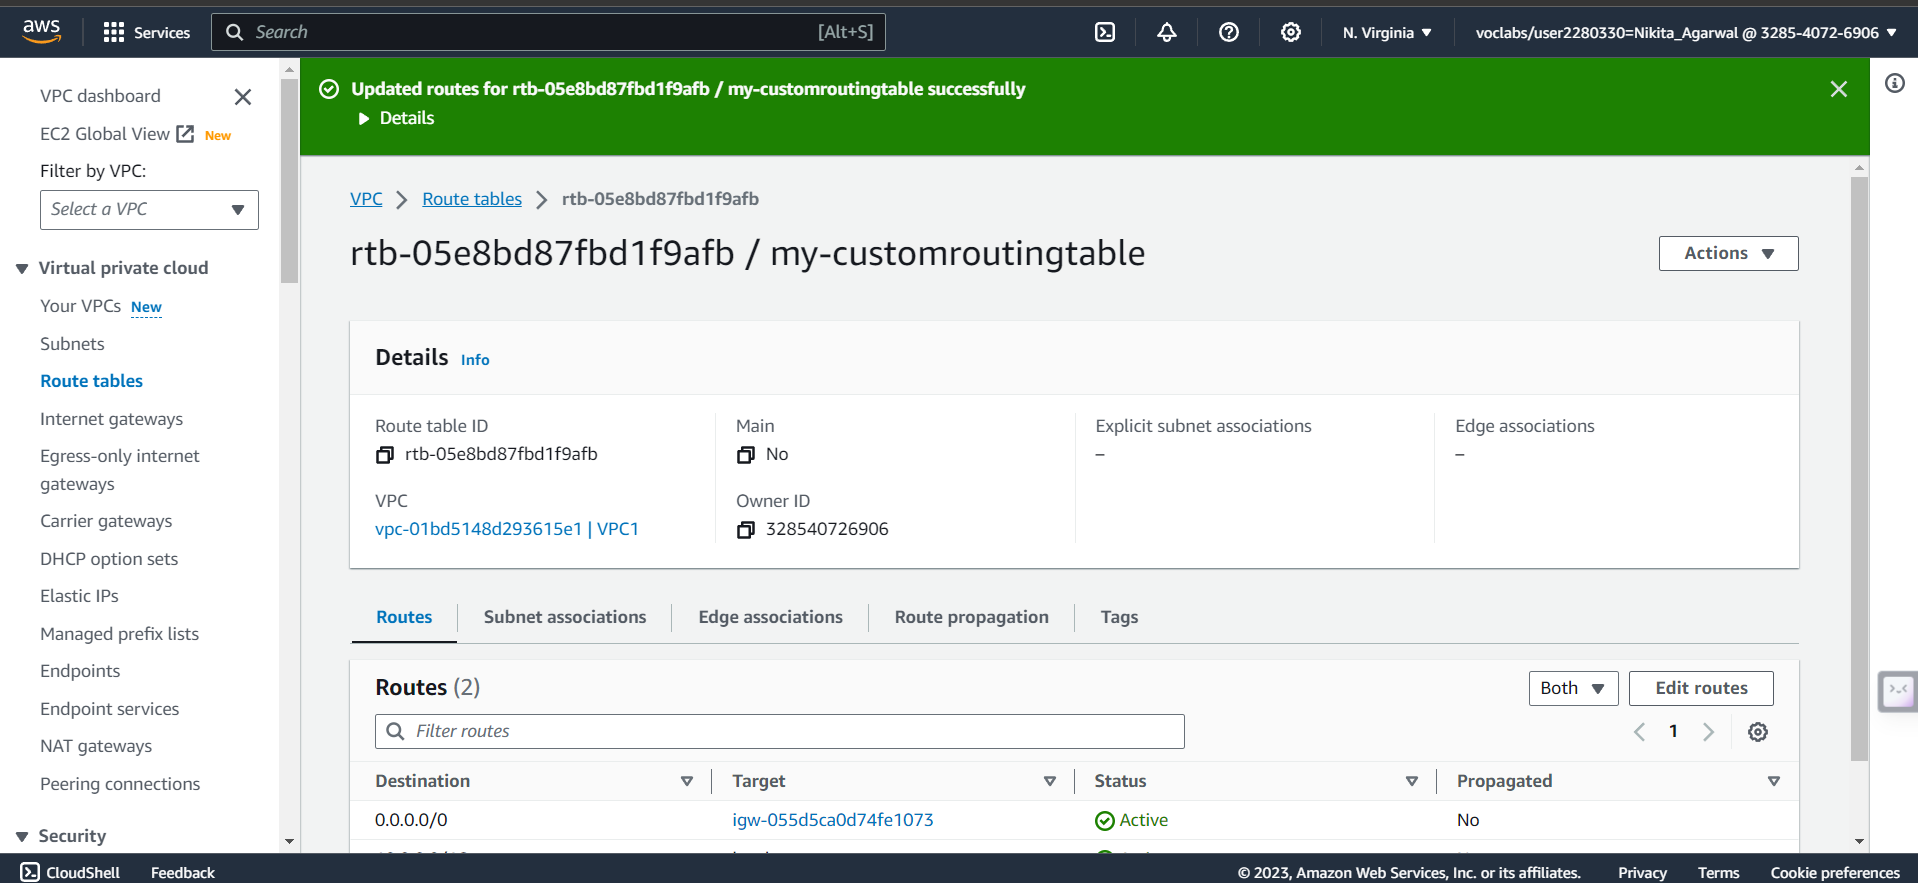 aws
Services
Search
[Alt+S]
N. Virginia
voclabs/user2280330=Nikita_Agarwal @ 3285-4072-6906
VPC dashboard
EC2 Global View New
Filter by VPC:
Select a VPC
Virtual private cloud
Your VPCs New
Subnets
Route tables
Internet gateways
Egress-only internet
gateways
Carrier gateways
DHCP option sets
Elastic IPs
Managed prefix lists
Endpoints
Endpoint services
NAT gateways
Peering connections
Security
Updated routes for rtb-05e8bd87fbd1f9afb / my-customroutingtable successfully
Details
VPC > Route tables > rtb-05e8bd87fbd1f9afb
rtb-05e8bd87fbd1f9afb / my-customroutingtable
Actions
Details Info
Route table ID
rtb-05e8bd87fbd1f9afb
Main
No
Explicit subnet associations
–
Edge associations
–
VPC
vpc-01bd5148d293615e1 | VPC1
Owner ID
328540726906
Routes
Subnet associations
Edge associations
Route propagation
Tags
Routes (2)
Both
Edit routes
Filter routes
1
Destination
Target
Status
Propagated
0.0.0.0/0
igw-055d5ca0d74fe1073
Active
No
CloudShell
Feedback
© 2023, Amazon Web Services, Inc. or its affiliates.
Privacy
Terms
Cookie preferences